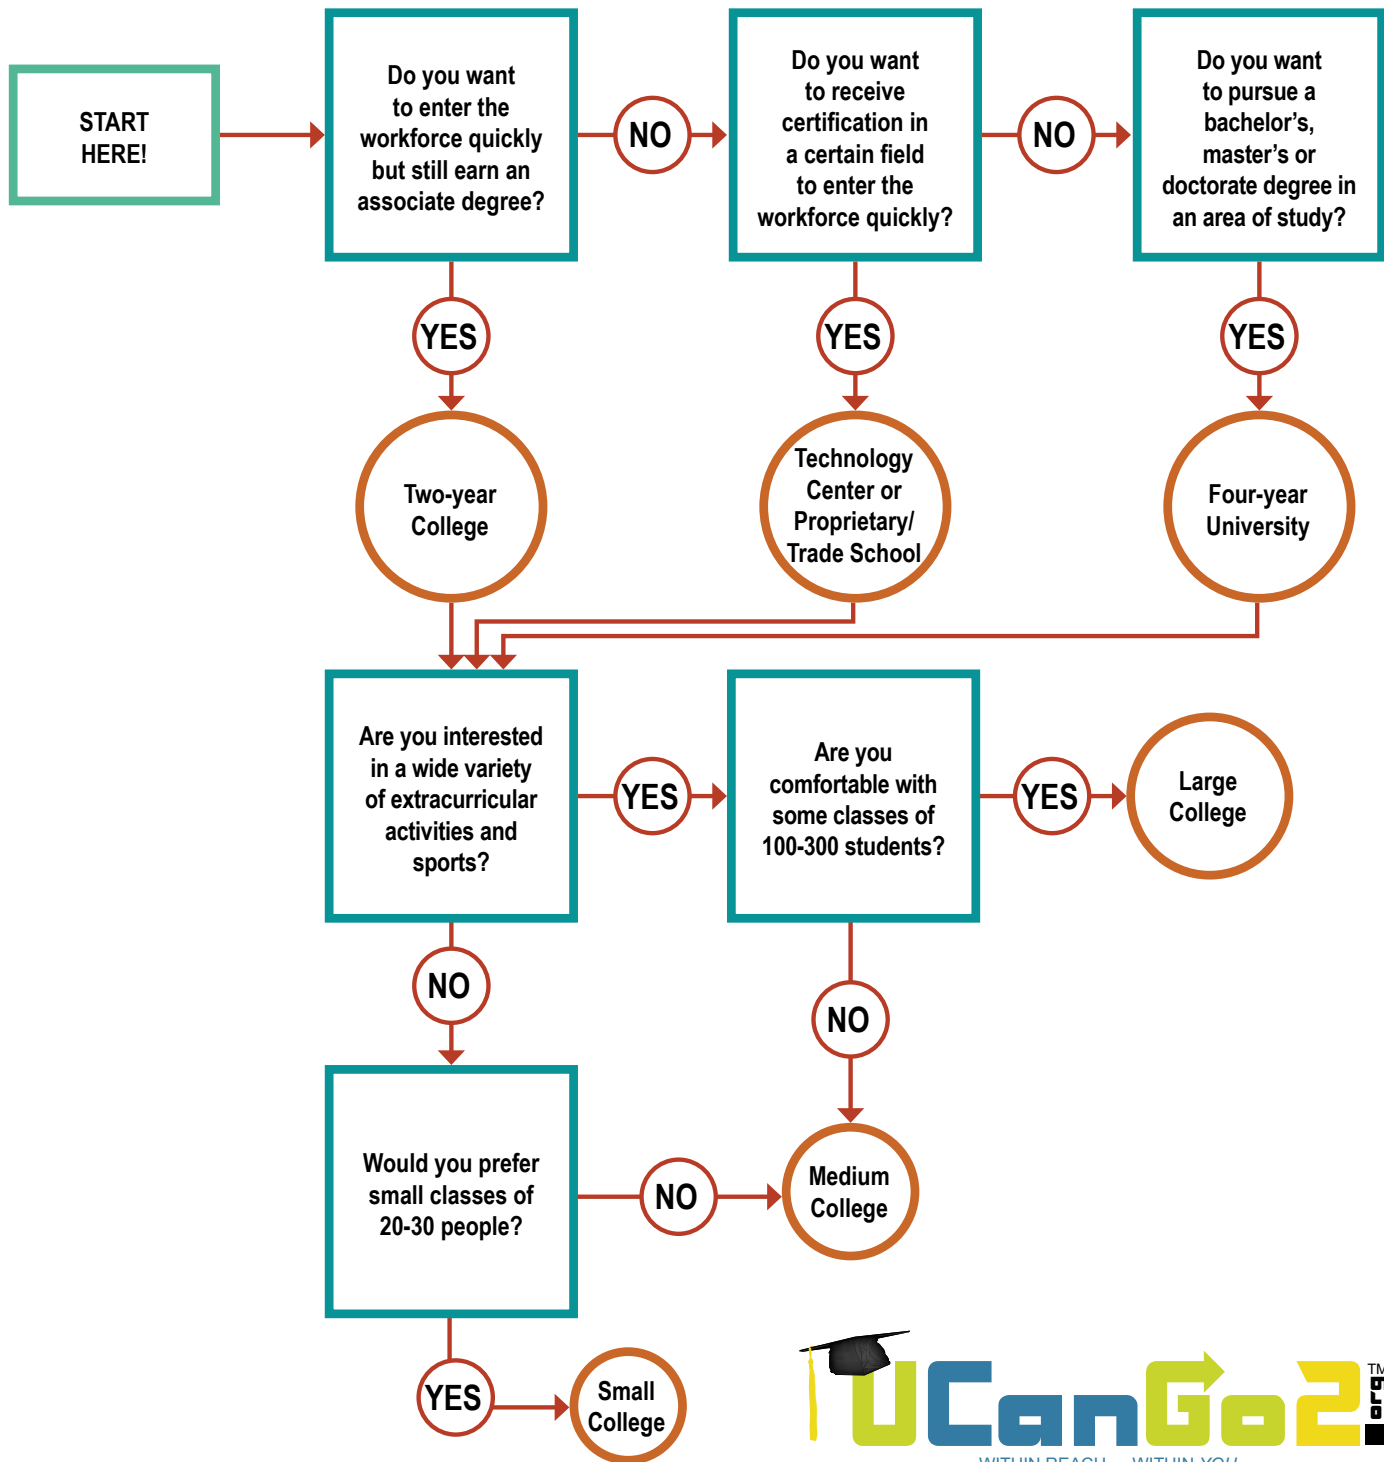 START
HERE!
Do you want
to enter the
workforce quickly
but still earn an
associate degree?
NO
Do you want
to receive
certification in
a certain field
to enter the
workforce quickly?
NO
Do you want
to pursue a
bachelor’s,
master’s or
doctorate degree in
an area of study?
YES
YES
YES
Two-year
College
Technology
Center or
Proprietary/
Trade School
Four-year
University
Are you interested
in a wide variety
of extracurricular
activities and
sports?
YES
Are you
comfortable with
some classes of
100-300 students?
YES
Large
College
NO
NO
Would you prefer
small classes of
20-30 people?
NO
Medium
College
YES
Small
College
UCanGo2.org™
WITHIN REACH ... WITHIN YOU